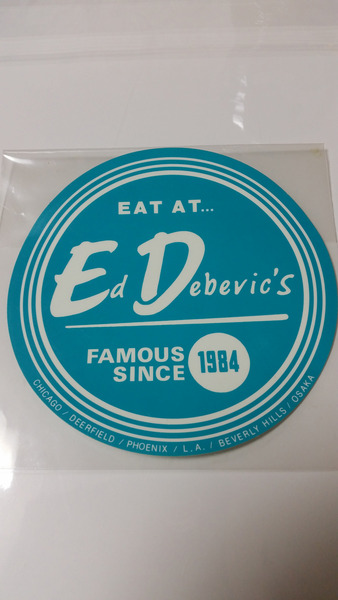 EAT AT...
Ed Debevic's
FAMOUS
SINCE 1984
CHICAGO / DEERFIELD / PHOENIX / L.A. / BEVERLY HILLS / OSAKA